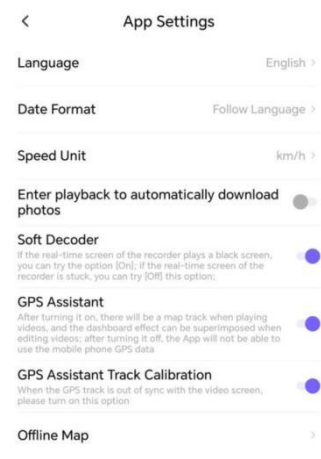 App Settings
Language English
Date Format Follow Language
Speed Unit km/h
Enter playback to automatically download
photos
Soft Decoder
If the real-time screen of the recorder plays a black screen,
you can try the option [On]; if the real-time screen of the
recorder is stuck, you can try [Off] this option;
GPS Assistant
After turning it on, there will be a map track when playing
videos, and the dashboard effect can be superimposed when
editing videos; after turning it off, the App will not be able to
use the mobile phone GPS data
GPS Assistant Track Calibration
When the GPS track is out of sync with the video screen,
please turn on this option
Offline Map